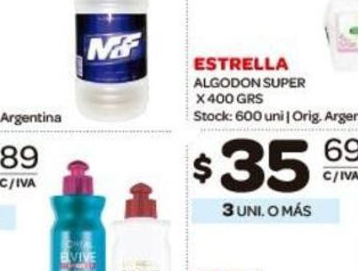 M&F
ESTRELLA
ALGODON SUPER
X 400 GRS
Argentina
Stock: 600 uni | Orig. Argen
89
C/IVA
$35
69
C/IVA
3 UNI. O MÁS
ELVIVE